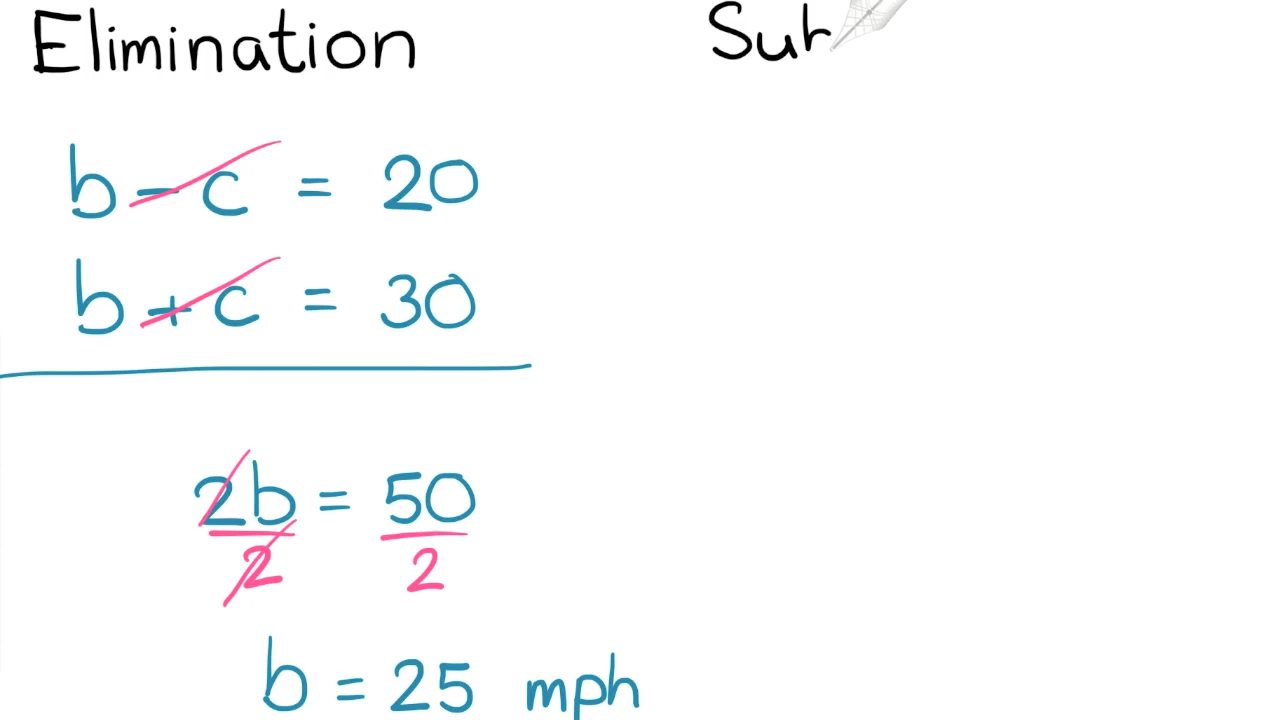 Elimination
Sub
b - c = 20
b + c = 30
2b = 50
2 2
b = 25 mph